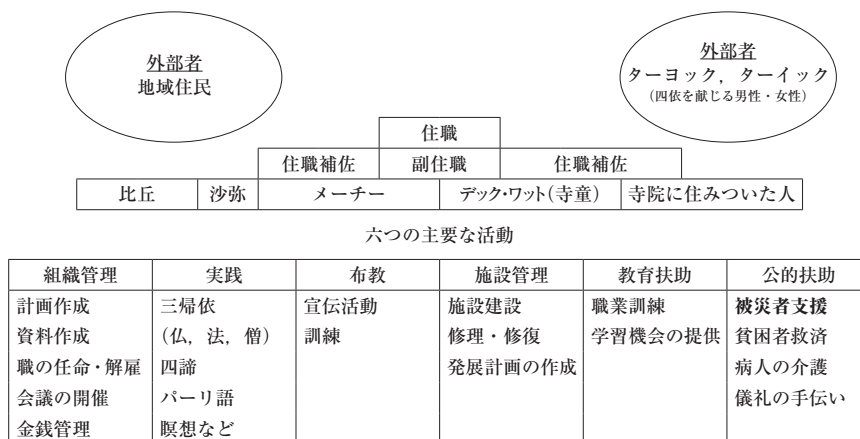 外部者
地域住民
外部者
ターヨック，ターイック
（四依を献じる男性・女性）
住職
住職補佐 副住職 住職補佐
比丘 沙弥 メーチー デック・ワット（寺童） 寺院に住みついた人
六つの主要な活動
組織管理 実践 布教 施設管理 教育扶助 公的扶助
計画作成 三帰依 宣伝活動 施設建設 職業訓練 被災者支援
資料作成 （仏，法，僧） 訓練 修理・修復 学習機会の提供 貧困者救済
職の任命・解雇 四諦 発展計画の作成 病人の介護
会議の開催 パーリ語 儀礼の手伝い
金銭管理 瞑想など